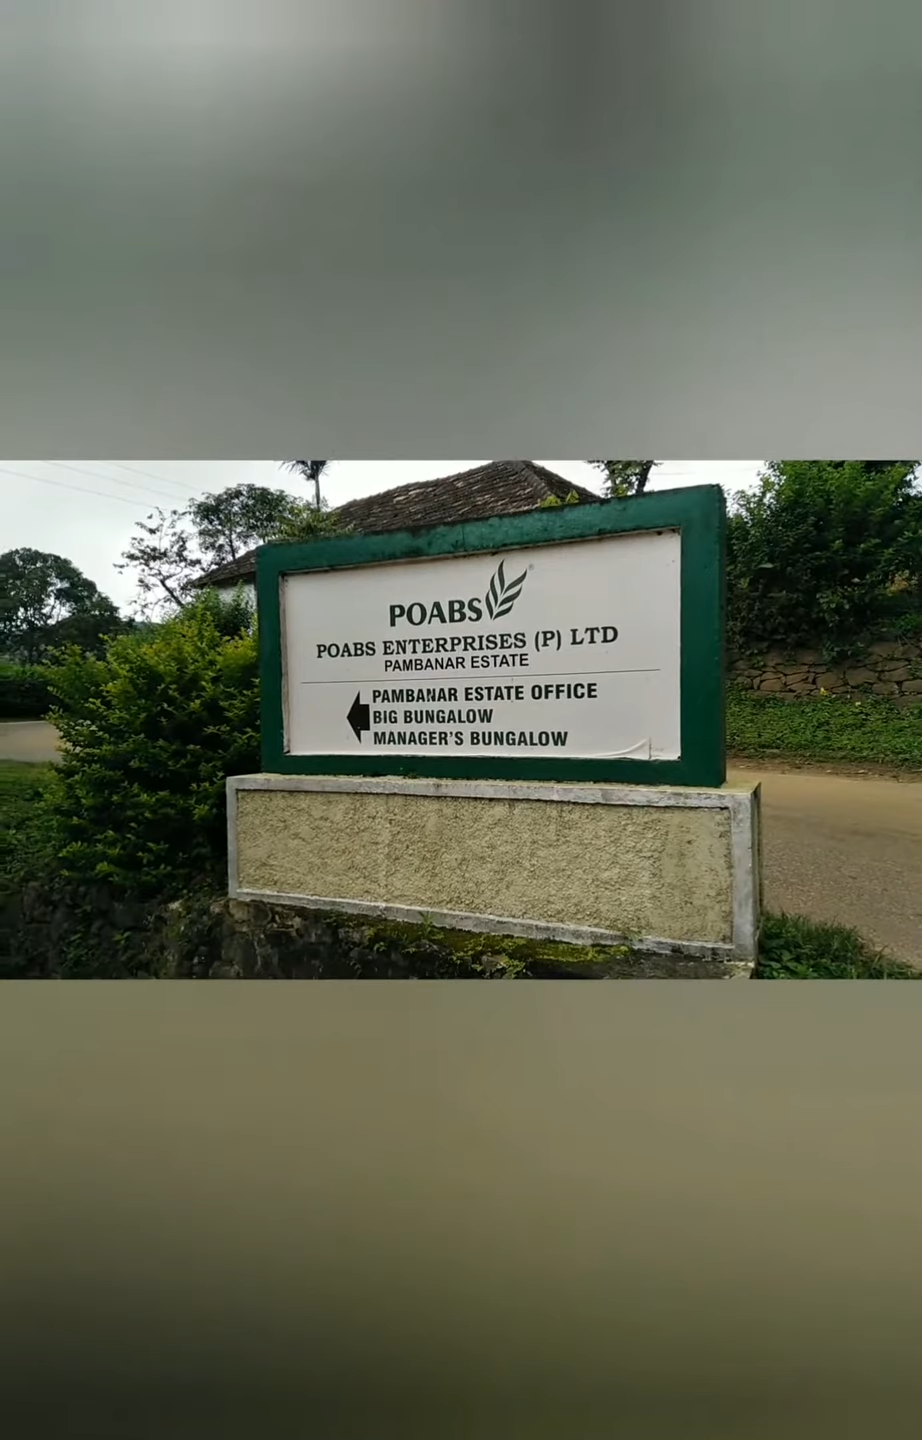 POABS
POABS ENTERPRISES (P) LTD
PAMBANAR ESTATE
PAMBANAR ESTATE OFFICE
BIG BUNGALOW
MANAGER'S BUNGALOW